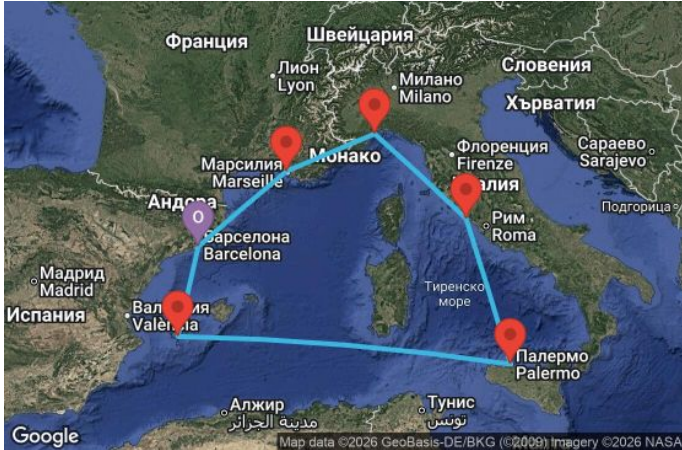 Франция
Швейцария
Лион
Lyon
Милано
Milano
Словения
Хърватия
Марсилия
Marseille
Монако
Флоренция
Firenze
Сараево
Sarajevo
Андора
Италия
Подгорица
Рим
Roma
Барселона
Barcelona
O
Мадрид
Madrid
Испания
València
Тиренско
море
Палермо
Palermo
Алжир
مدينة الجزائر
Тунис
تونس
Google
Map data ©2026 GeoBasis-DE/BKG (©2009) Imagery ©2026 NASA